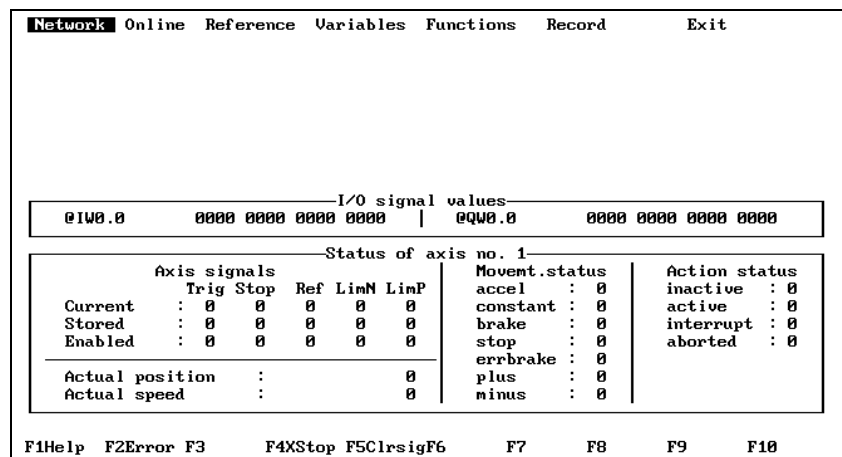 Network Online Reference Variables Functions Record Exit
I/O signal values
@IW0.0 0000 0000 0000 0000 | @QW0.0 0000 0000 0000 0000
Status of axis no. 1
Axis signals Movemt.status Action status
Trig Stop Ref LimN LimP accel : 0 inactive : 0
Current : 0 0 0 0 0 constant : 0 active : 0
Stored : 0 0 0 0 0 brake : 0 interrupt : 0
Enabled : 0 0 0 0 0 stop : 0 aborted : 0
errbrake : 0
Actual position : 0 plus : 0
Actual speed : 0 minus : 0
F1Help F2Error F3 F4XStop F5ClrsigF6 F7 F8 F9 F10